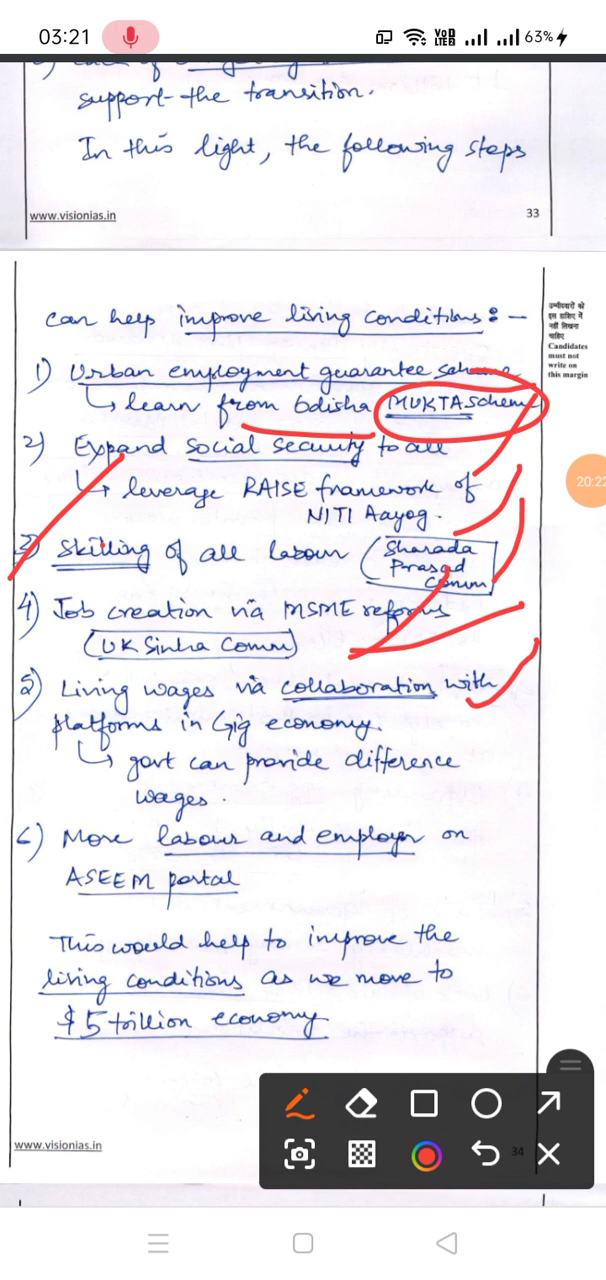 03:21
VoD LTEB
63%
support the transition.
In this light, the following steps
www.visionias.in
33
can help improve living conditions: —
उम्मीदवारों को
इस हाशिए में
नहीं लिखना
चाहिए
Candidates
must not
write on
this margin
1) Urban employment guarantee scheme
↳ learn from Odisha MUKTA scheme
2) Expand social security to all
↳ leverage RAISE framework of
NITI Aayog.
20:22
3) Skilling of all labour (Sharada
Prasad
Comm)
4) Job creation via MSME reforms
(UK Sinha Comm)
5) Living wages via collaboration with
platforms in Gig economy.
↳ govt can provide difference
wages.
6) More labour and employer on
ASEEM portal
This would help to improve the
living conditions as we move to
$ 5 trillion economy
www.visionias.in
34